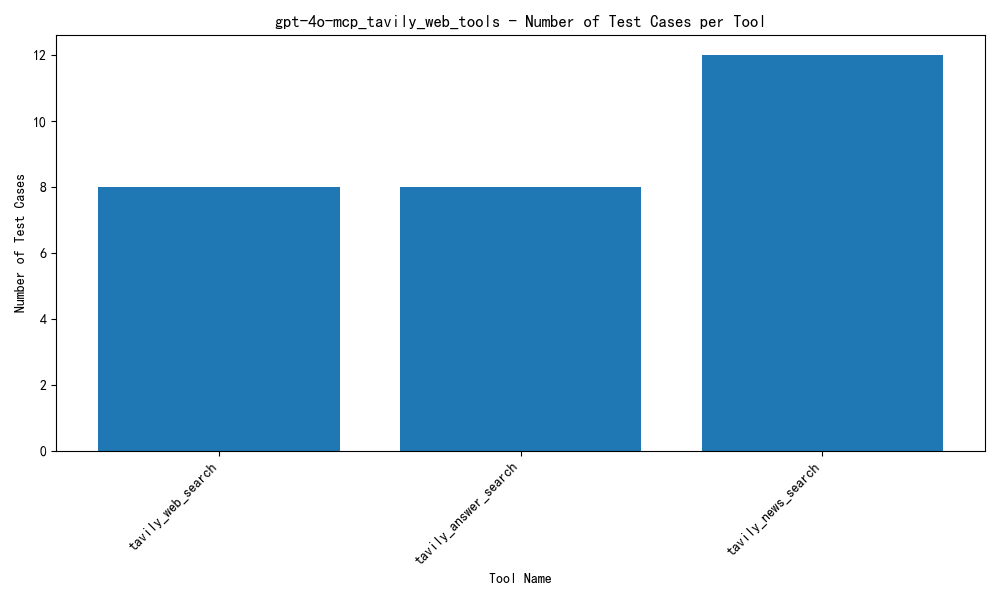 gpt-4o-mcp_tavily_web_tools - Number of Test Cases per Tool
Number of Test Cases
12
10
8
6
4
2
0
tavily_web_search
tavily_answer_search
tavily_news_search
Tool Name